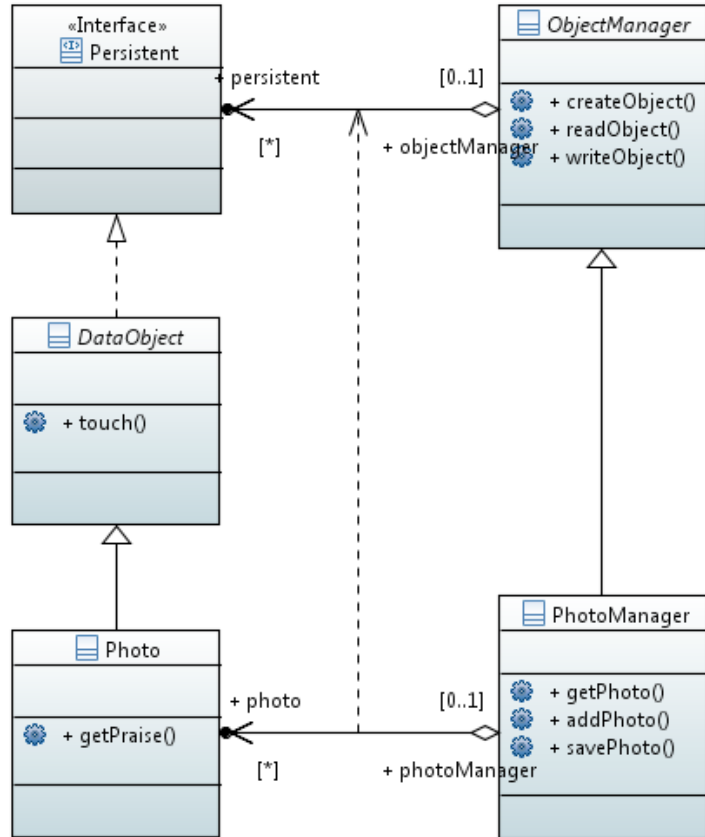 «Interface»
Persistent
ObjectManager
+ persistent
[0..1]
+ createObject()
+ readObject()
+ writeObject()
[*]
+ objectManager
DataObject
+ touch()
Photo
+ getPraise()
PhotoManager
+ getPhoto()
+ addPhoto()
+ savePhoto()
+ photo
[0..1]
[*]
+ photoManager